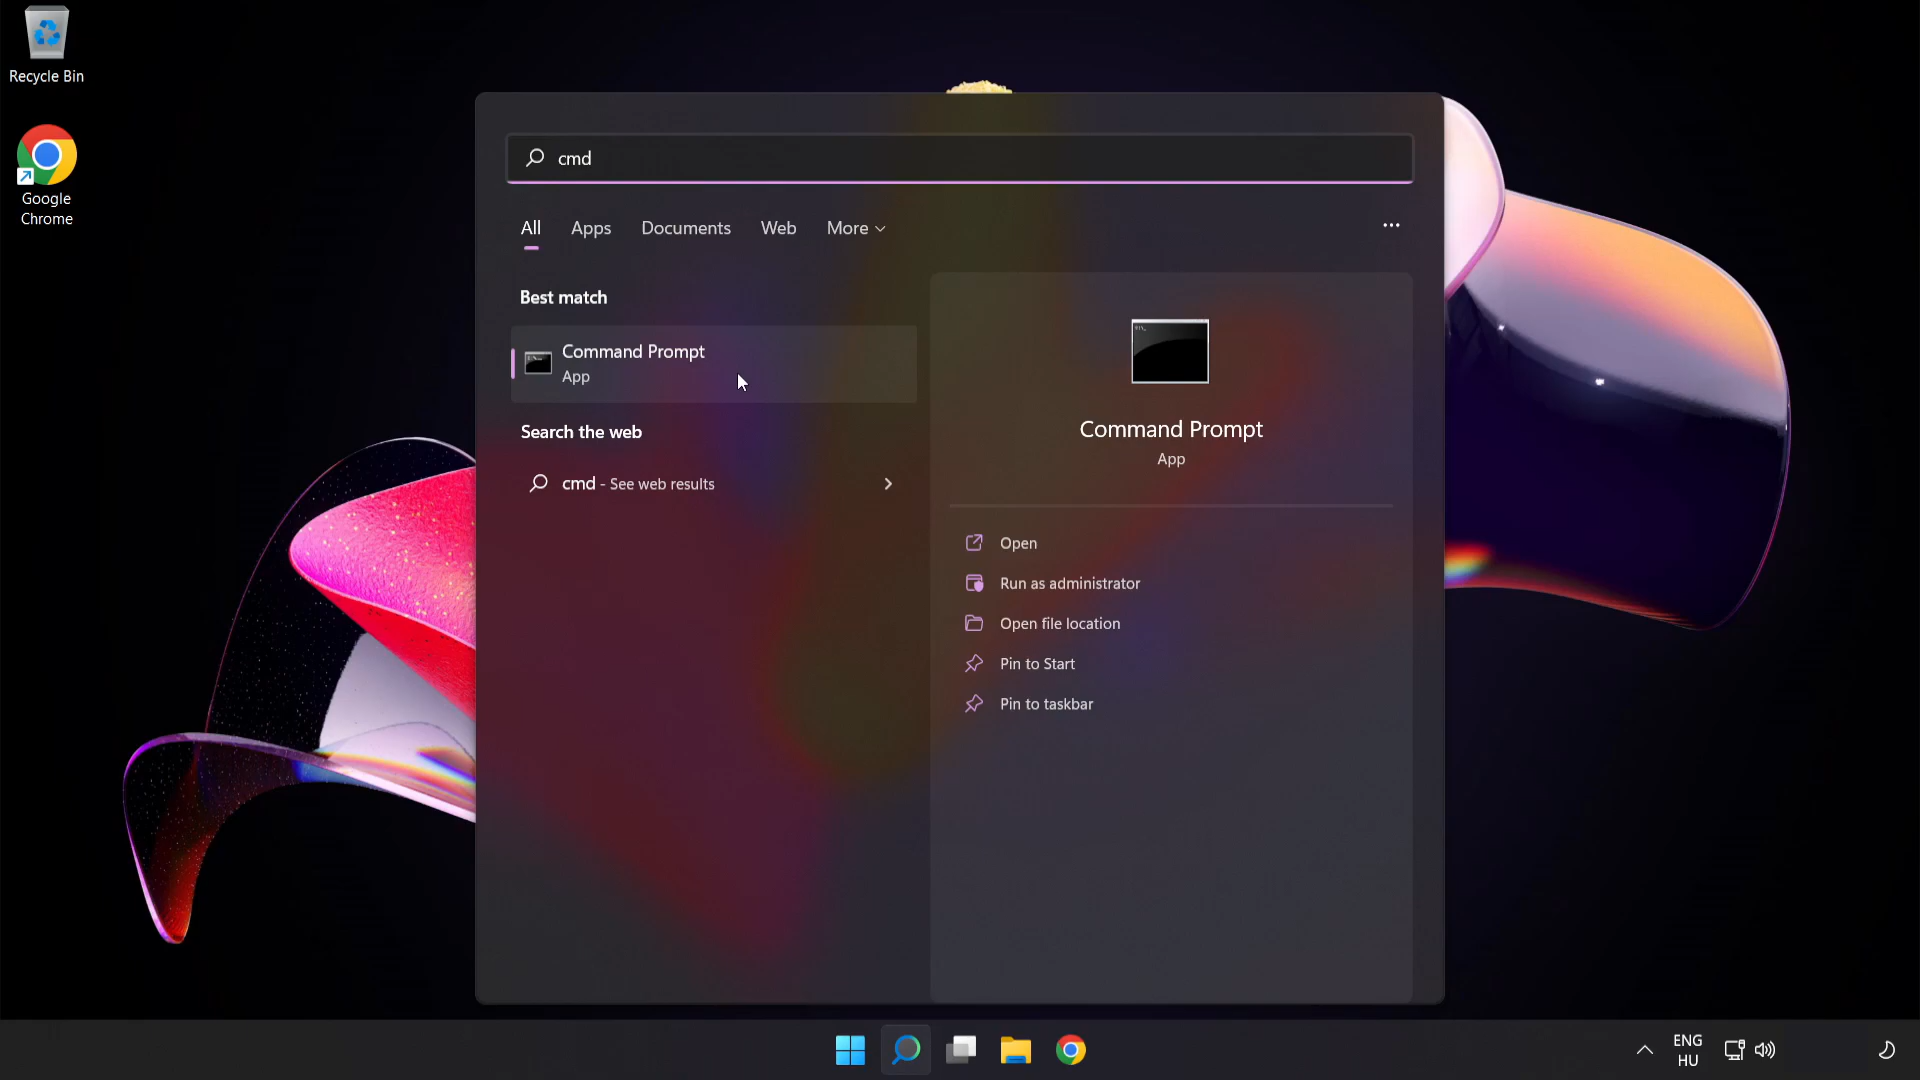 Recycle Bin
Google
Chrome
cmd
All Apps Documents Web More
Best match
Command Prompt
App
Search the web
cmd - See web results
Command Prompt
App
Open
Run as administrator
Open file location
Pin to Start
Pin to taskbar
ENG
HU